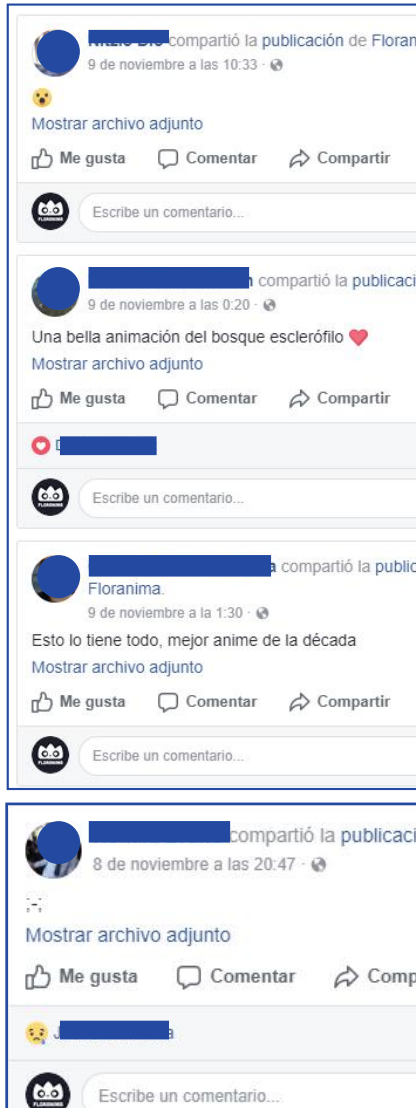 compartió la publicación de Floran
9 de noviembre a las 10:33 ·
Mostrar archivo adjunto
Me gusta Comentar Compartir
FLORANIMA Escribe un comentario...
compartió la publicaci
9 de noviembre a las 0:20 ·
Una bella animación del bosque esclerófilo
Mostrar archivo adjunto
Me gusta Comentar Compartir
FLORANIMA Escribe un comentario...
a compartió la public
Floranima.
9 de noviembre a la 1:30 ·
Esto lo tiene todo, mejor anime de la década
Mostrar archivo adjunto
Me gusta Comentar Compartir
FLORANIMA Escribe un comentario...
compartió la publicaci
8 de noviembre a las 20:47 ·
;-;
Mostrar archivo adjunto
Me gusta Comentar Comp
J a
FLORANIMA Escribe un comentario...